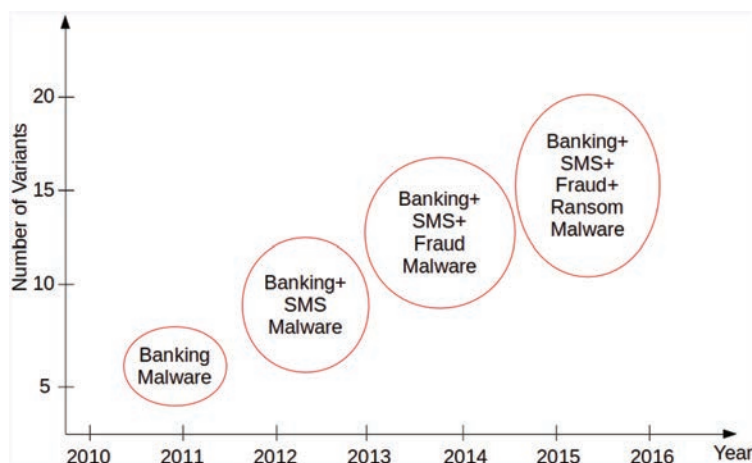 Number of Variants
20
15
10
5
Banking+
SMS+
Fraud+
Ransom
Malware
Banking+
SMS+
Fraud
Malware
Banking+
SMS
Malware
Banking
Malware
2010 2011 2012 2013 2014 2015 2016 Year